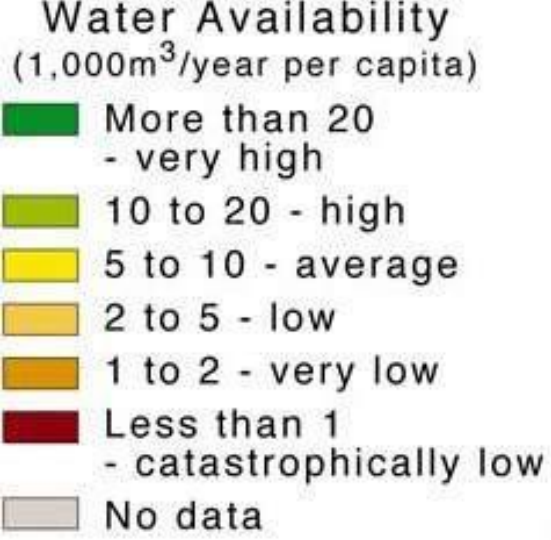 Water Availability
(1,000m³/year per capita)
More than 20
- very high
10 to 20 - high
5 to 10 - average
2 to 5 - low
1 to 2 - very low
Less than 1
- catastrophically low
No data